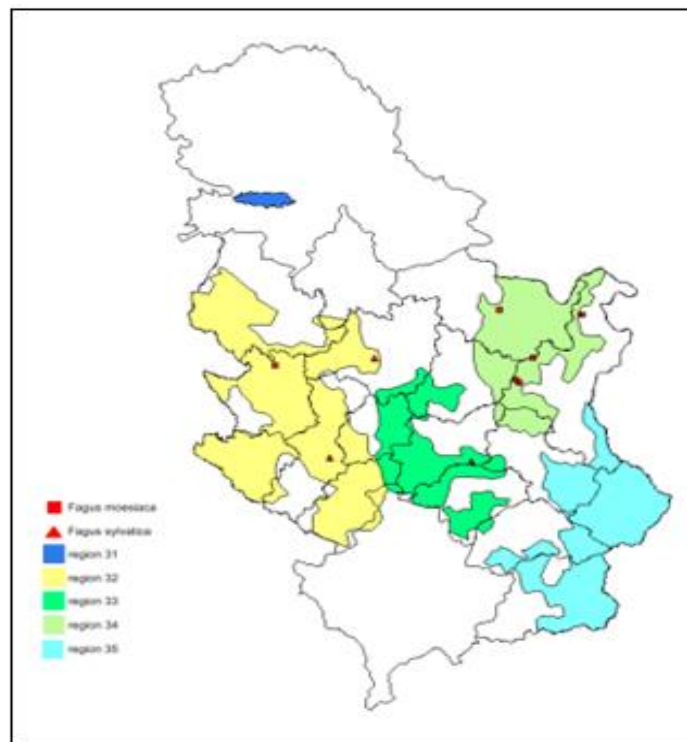 Fagus moesiaca
Fagus sylvatica
region 31
region 32
region 33
region 34
region 35